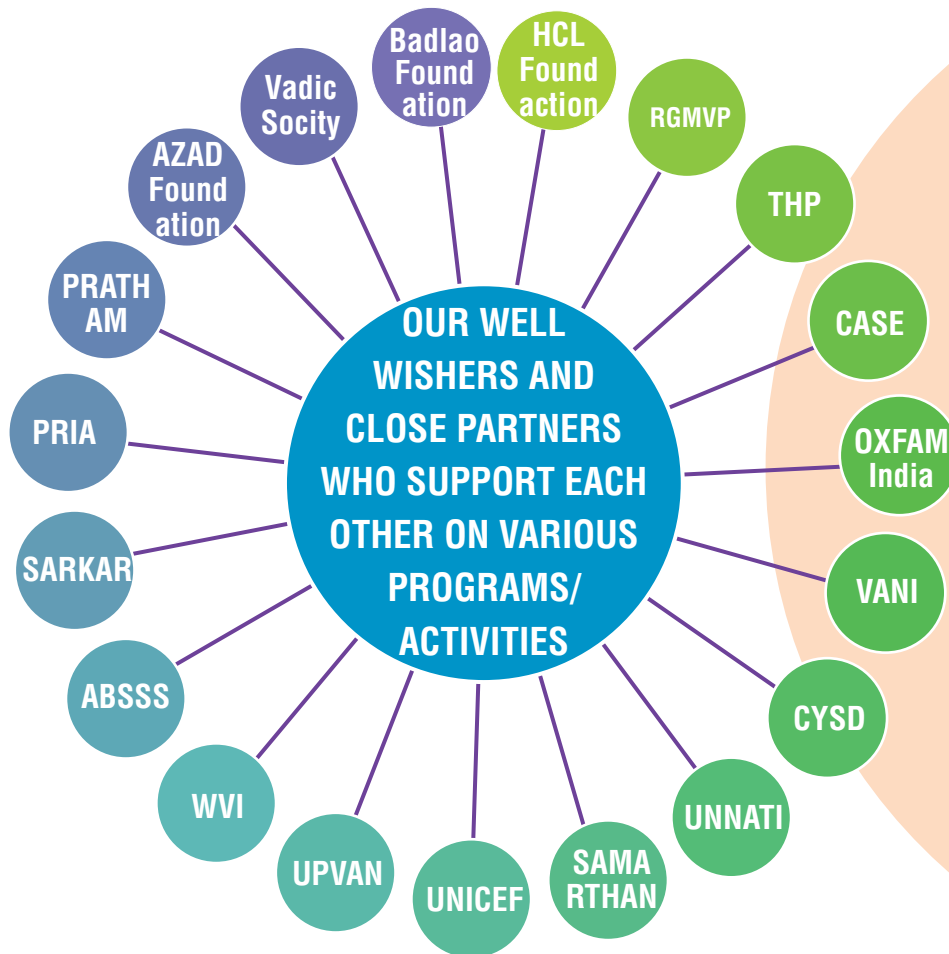 OUR WELL
WISHERS AND
CLOSE PARTNERS
WHO SUPPORT EACH
OTHER ON VARIOUS
PROGRAMS/
ACTIVITIES
HCL
Found
action
RGMVP
THP
CASE
OXFAM
India
VANI
CYSD
UNNATI
SAMA
RTHAN
UNICEF
UPVAN
WVI
ABSSS
SARKAR
PRIA
PRATH
AM
AZAD
Found
ation
Vadic
Socity
Badlao
Found
ation